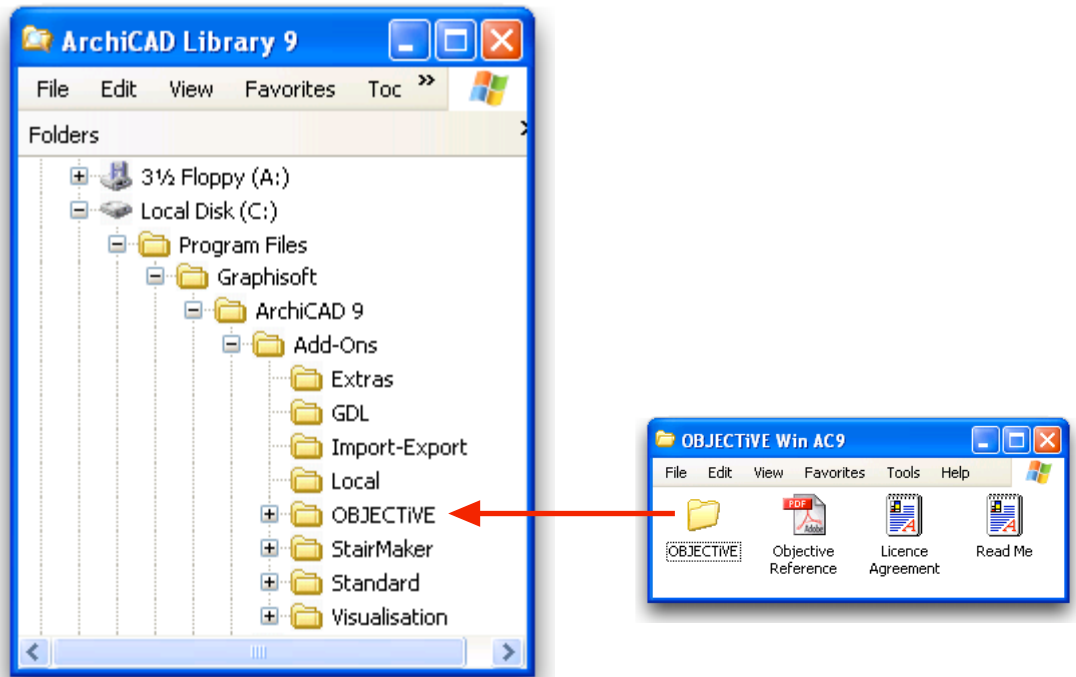 ArchiCAD Library 9
File Edit View Favorites Toc »
Folders
3½ Floppy (A:)
Local Disk (C:)
Program Files
Graphisoft
ArchiCAD 9
Add-Ons
Extras
GDL
Import-Export
Local
OBJECTiVE
StairMaker
Standard
Visualisation
OBJECTiVE Win AC9
File Edit View Favorites Tools Help
PDF
Adobe
OBJECTiVE
Objective
Reference
Licence
Agreement
Read Me